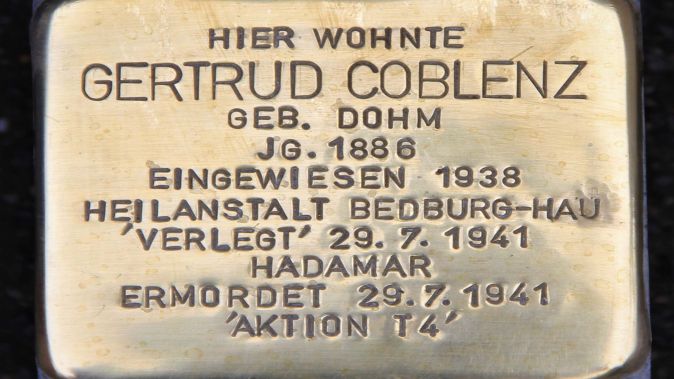 HIER WOHNTE
GERTRUD COBLENZ
GEB. DOHM
JG. 1886
EINGEWIESEN 1938
HEILANSTALT BEDBURG-HAU
'VERLEGT' 29. 7. 1941
HADAMAR
ERMORDET 29.7.1941
'AKTION T4'